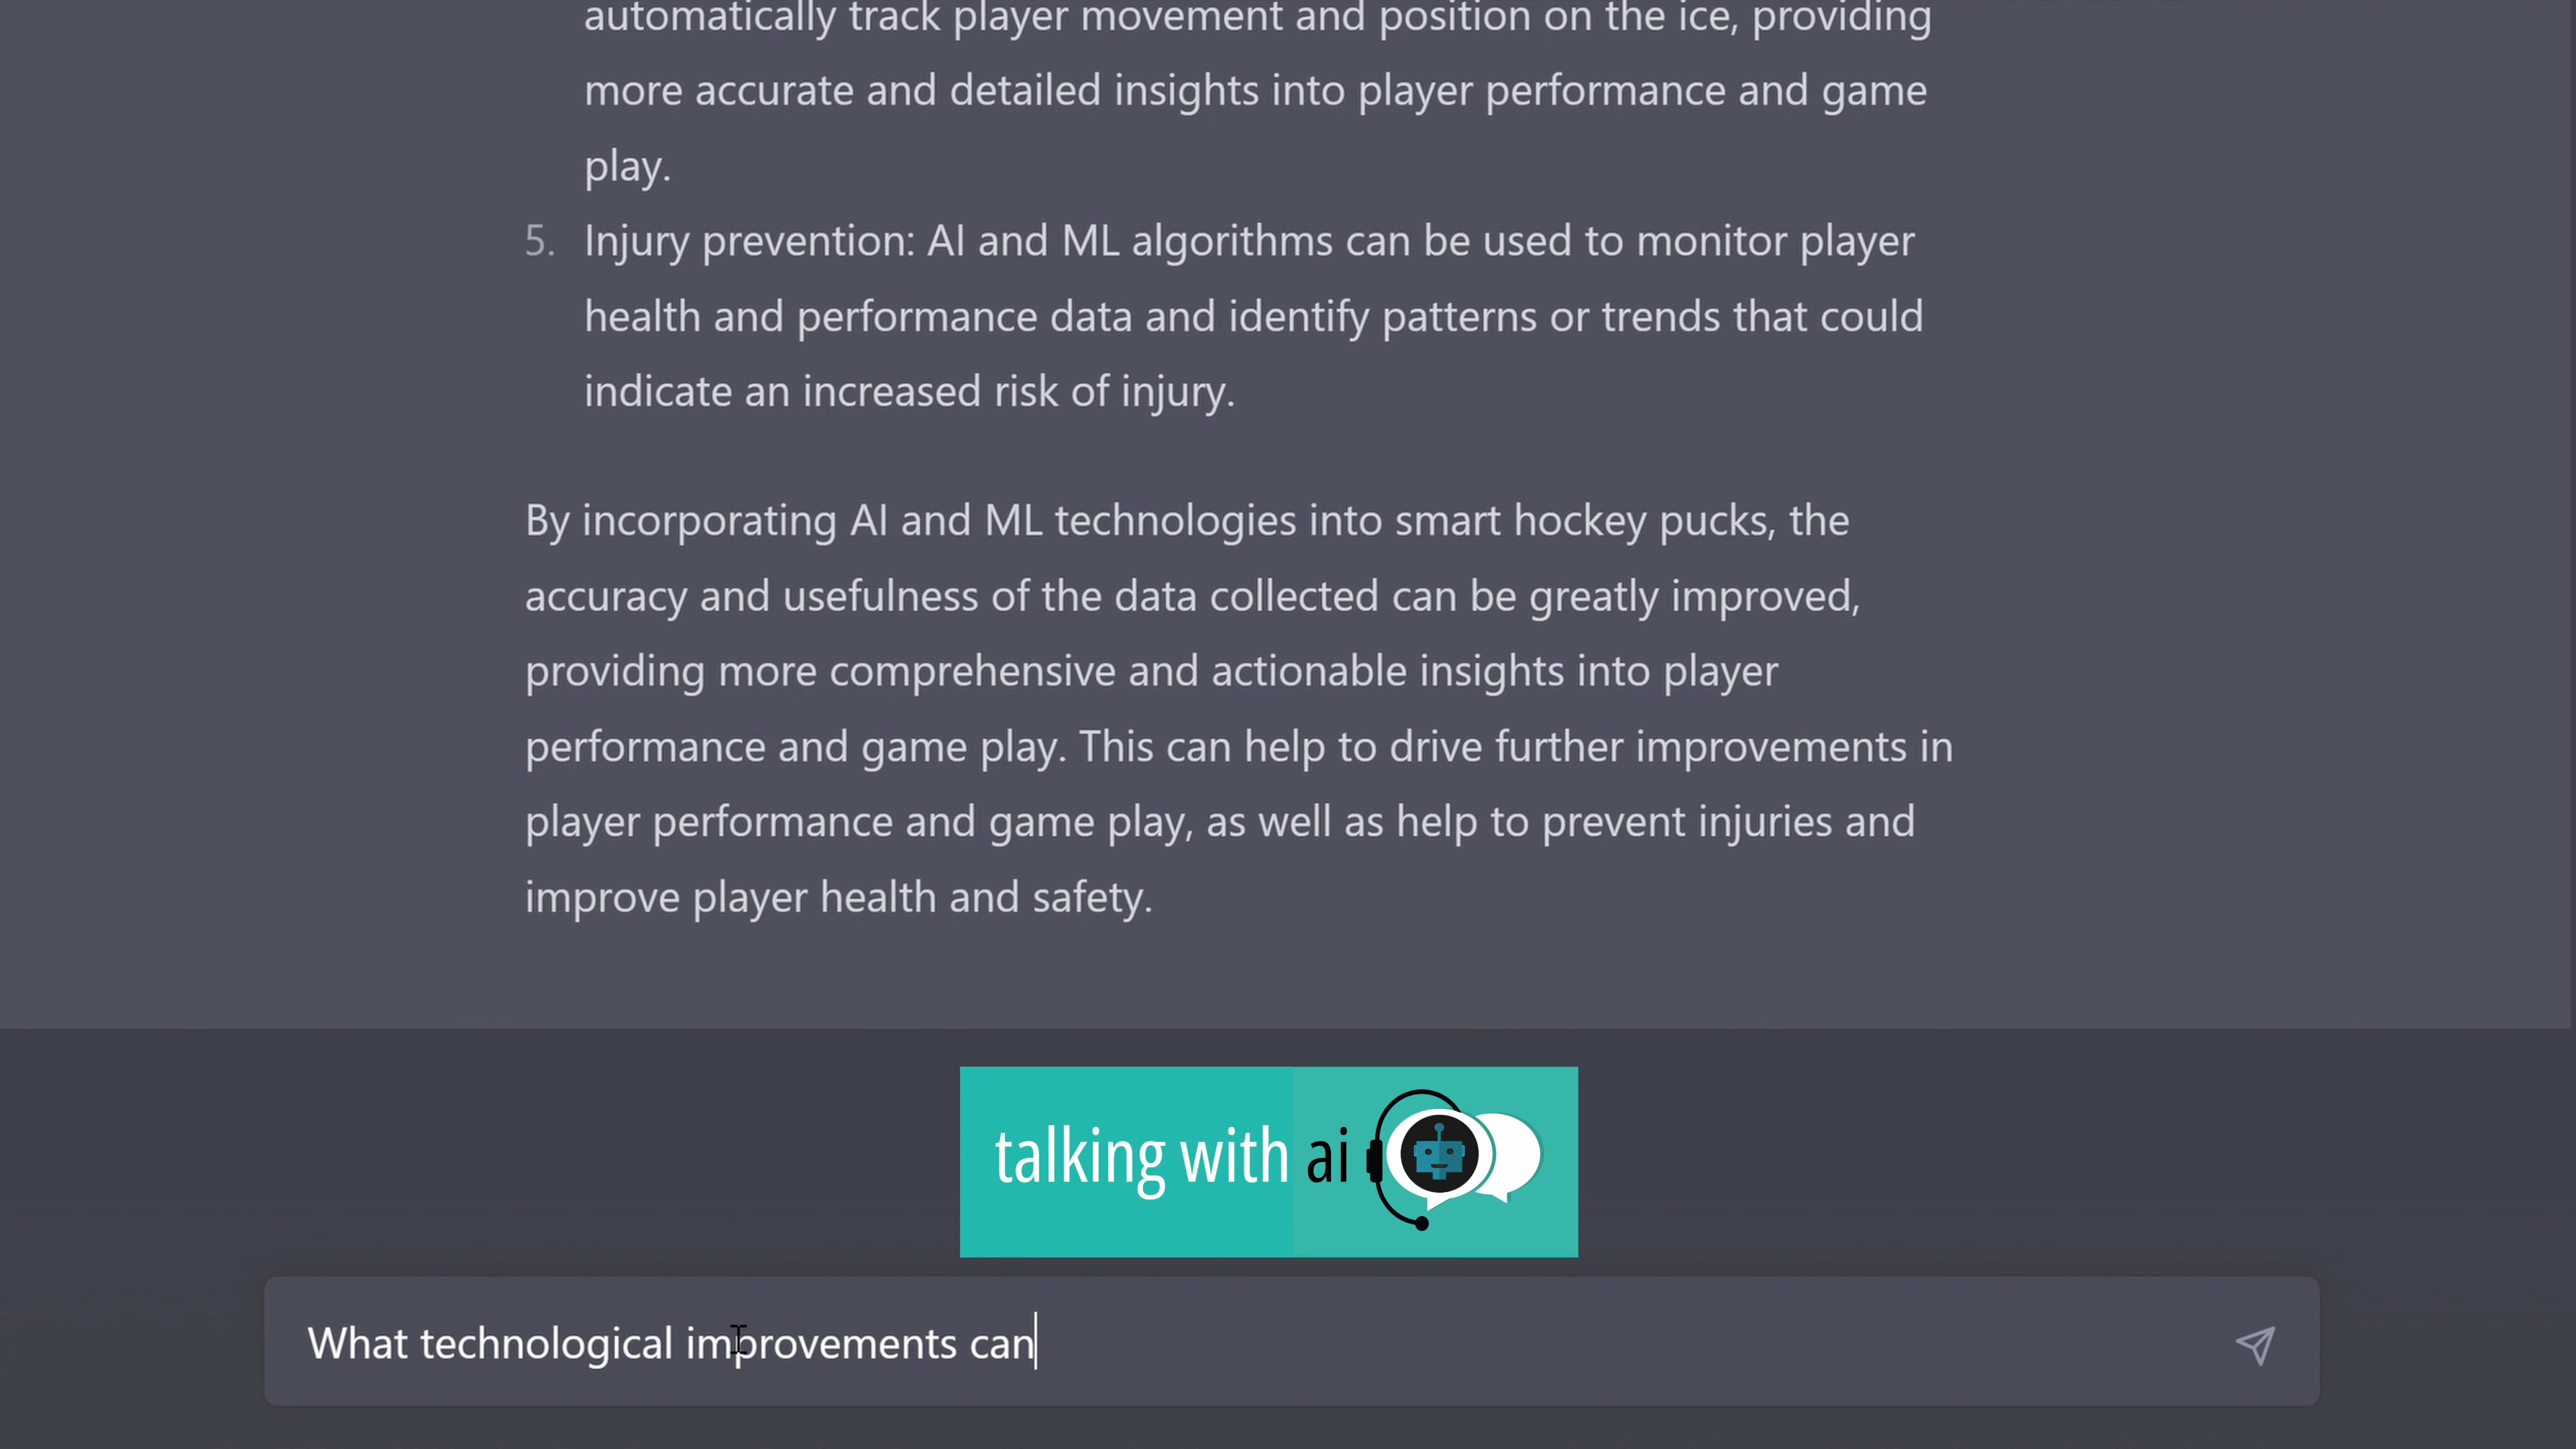 automatically track player movement and position on the ice, providing
more accurate and detailed insights into player performance and game
play.
5. Injury prevention: AI and ML algorithms can be used to monitor player
health and performance data and identify patterns or trends that could
indicate an increased risk of injury.
By incorporating AI and ML technologies into smart hockey pucks, the
accuracy and usefulness of the data collected can be greatly improved,
providing more comprehensive and actionable insights into player
performance and game play. This can help to drive further improvements in
player performance and game play, as well as help to prevent injuries and
improve player health and safety.
talking with ai
What technological improvements can